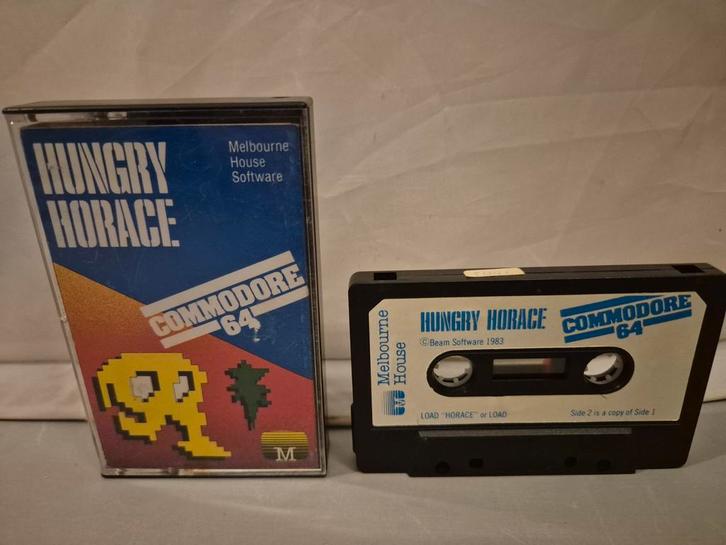 HUNGRY
HORACE
Melbourne
House
Software
COMMODORE
64
M
Melbourne
House
HUNGRY HORACE
COMMODORE
64
©Beam Software 1983
LOAD "HORACE" or LOAD
Side 2 is a copy of Side 1